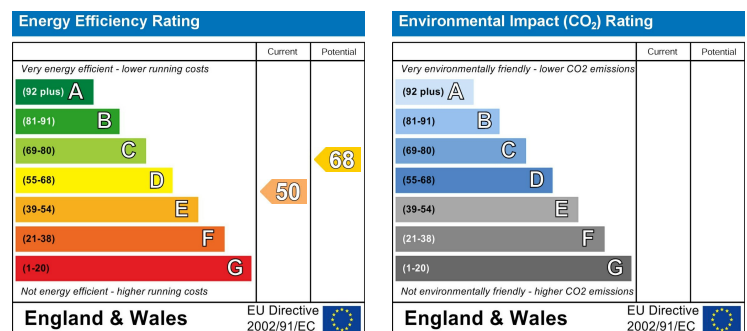 Energy Efficiency Rating
Current Potential
Very energy efficient - lower running costs
(92 plus) A
(81-91) B
(69-80) C
68
(55-68) D
50
(39-54) E
(21-38) F
(1-20) G
Not energy efficient - higher running costs
England & Wales
EU Directive
2002/91/EC
Environmental Impact (CO₂) Rating
Current Potential
Very environmentally friendly - lower CO2 emissions
(92 plus) A
(81-91) B
(69-80) C
(55-68) D
(39-54) E
(21-38) F
(1-20) G
Not environmentally friendly - higher CO2 emissions
England & Wales
EU Directive
2002/91/EC